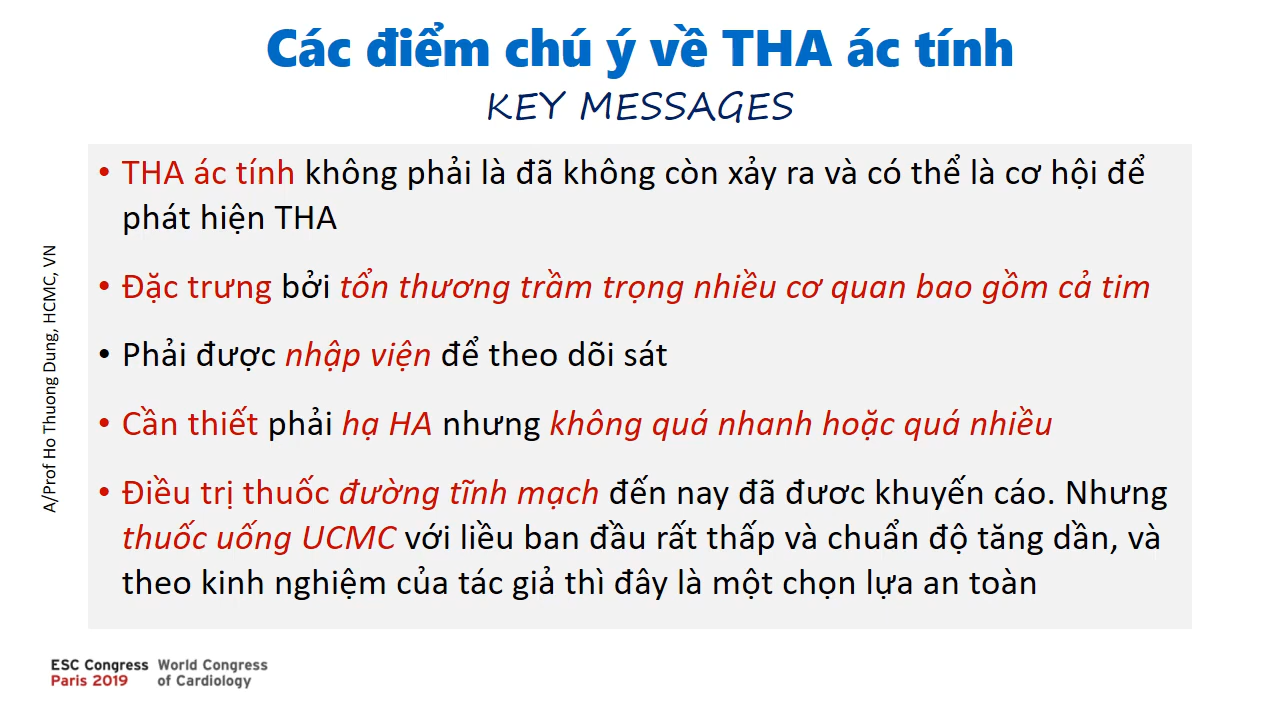 Các điểm chú ý về THA ác tính
KEY MESSAGES
• THA ác tính không phải là đã không còn xảy ra và có thể là cơ hội để
phát hiện THA
• Đặc trưng bởi tổn thương trầm trọng nhiều cơ quan bao gồm cả tim
• Phải được nhập viện để theo dõi sát
• Cần thiết phải hạ HA nhưng không quá nhanh hoặc quá nhiều
• Điều trị thuốc đường tĩnh mạch đến nay đã đươc khuyến cáo. Nhưng
thuốc uống UCMC với liều ban đầu rất thấp và chuẩn độ tăng dần, và
theo kinh nghiệm của tác giả thì đây là một chọn lựa an toàn
A/Prof Ho Thuong Dung, HCMC, VN
ESC Congress World Congress
Paris 2019 of Cardiology